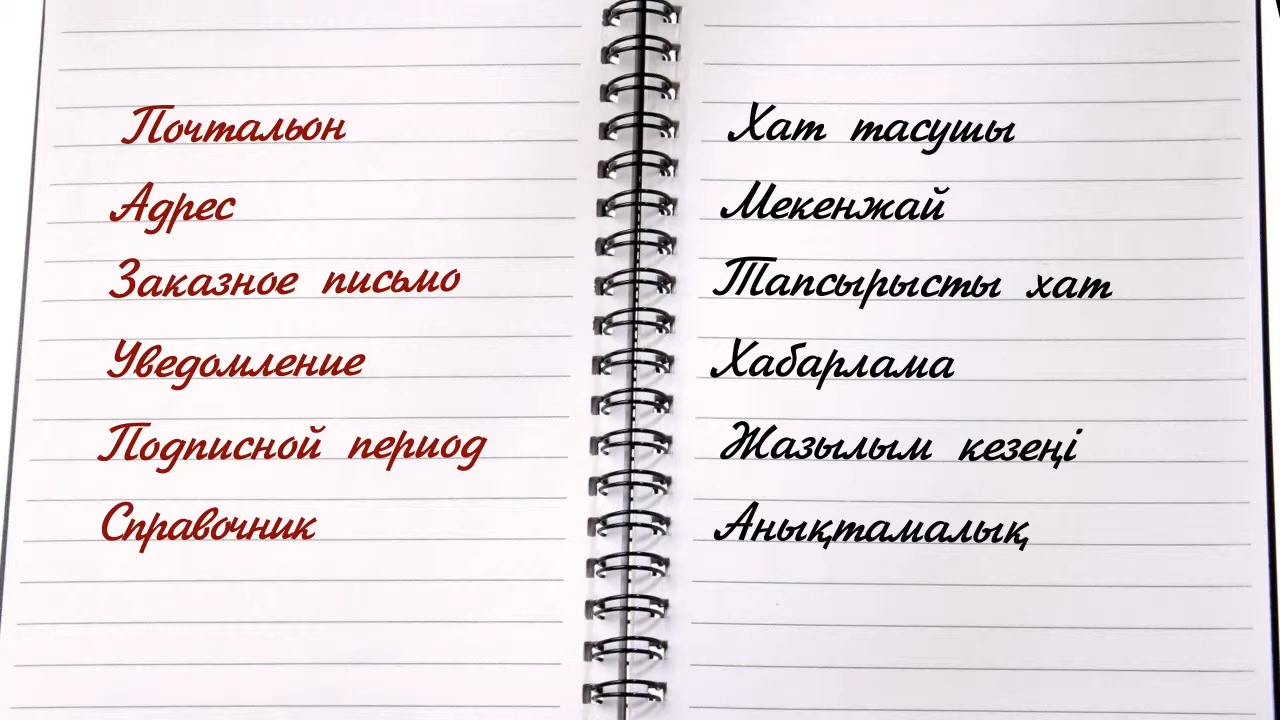 Почтальон
Адрес
Заказное письмо
Уведомление
Подписной период
Справочник
Хат тасушы
Мекенжай
Тапсырысты хат
Хабарлама
Жазылым кезеңі
Анықтамалық